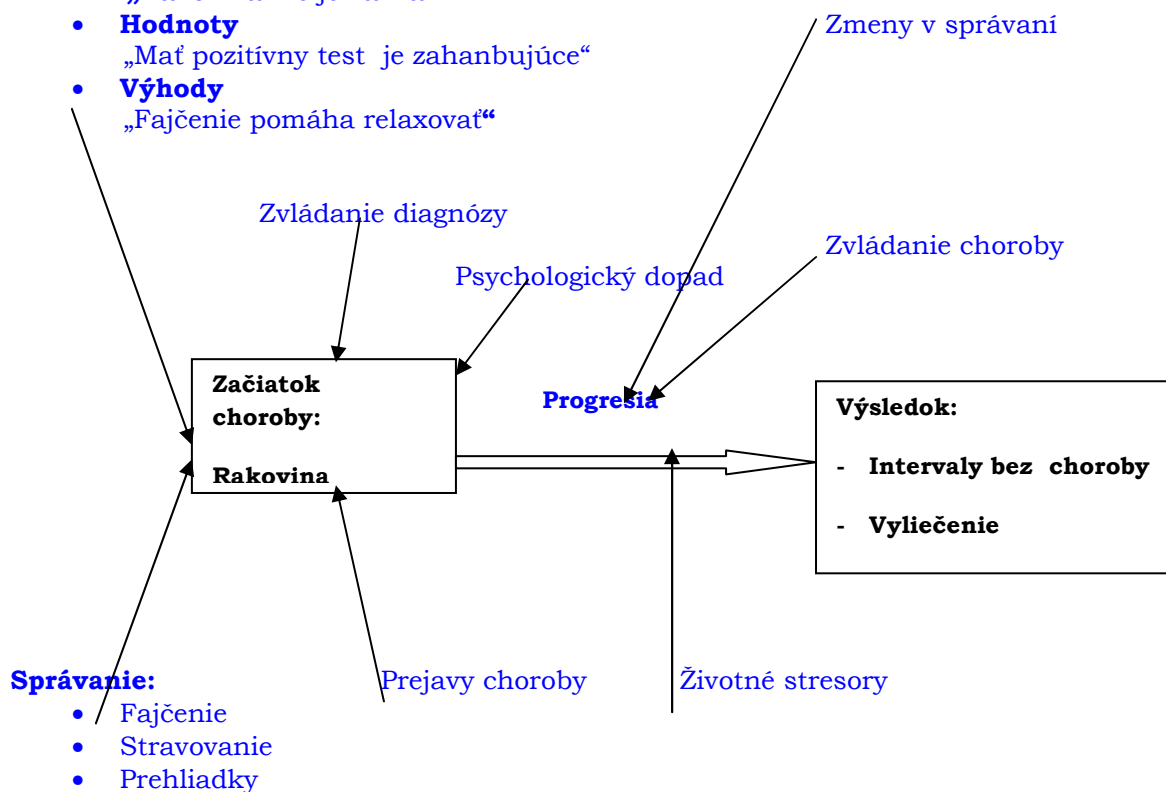 • Hodnoty
„Mať pozitívny test je zahanbujúce“
• Výhody
„Fajčenie pomáha relaxovať“
Zmeny v správaní
Zvládanie diagnózy
Zvládanie choroby
Psychologický dopad
Začiatok
choroby:
Rakovina
Progresia
Výsledok:
- Intervaly bez choroby
- Vyliečenie
Správanie:
• Fajčenie
• Stravovanie
• Prehliadky
Prejavy choroby
Životné stresory